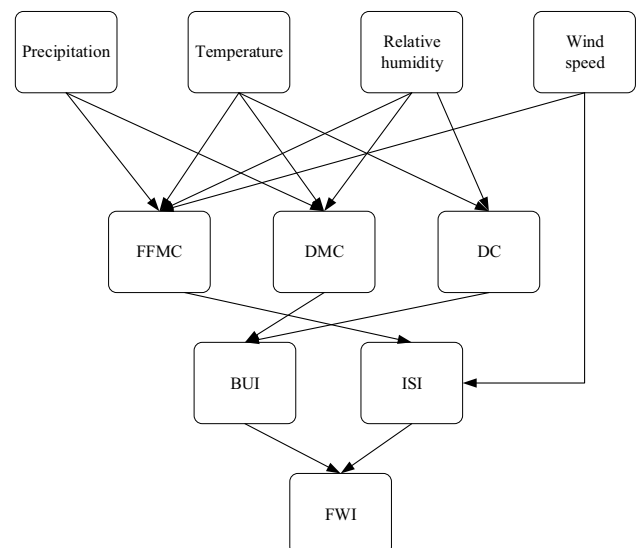 Precipitation
Temperature
Relative
humidity
Wind
speed
FFMC
DMC
DC
BUI
ISI
FWI